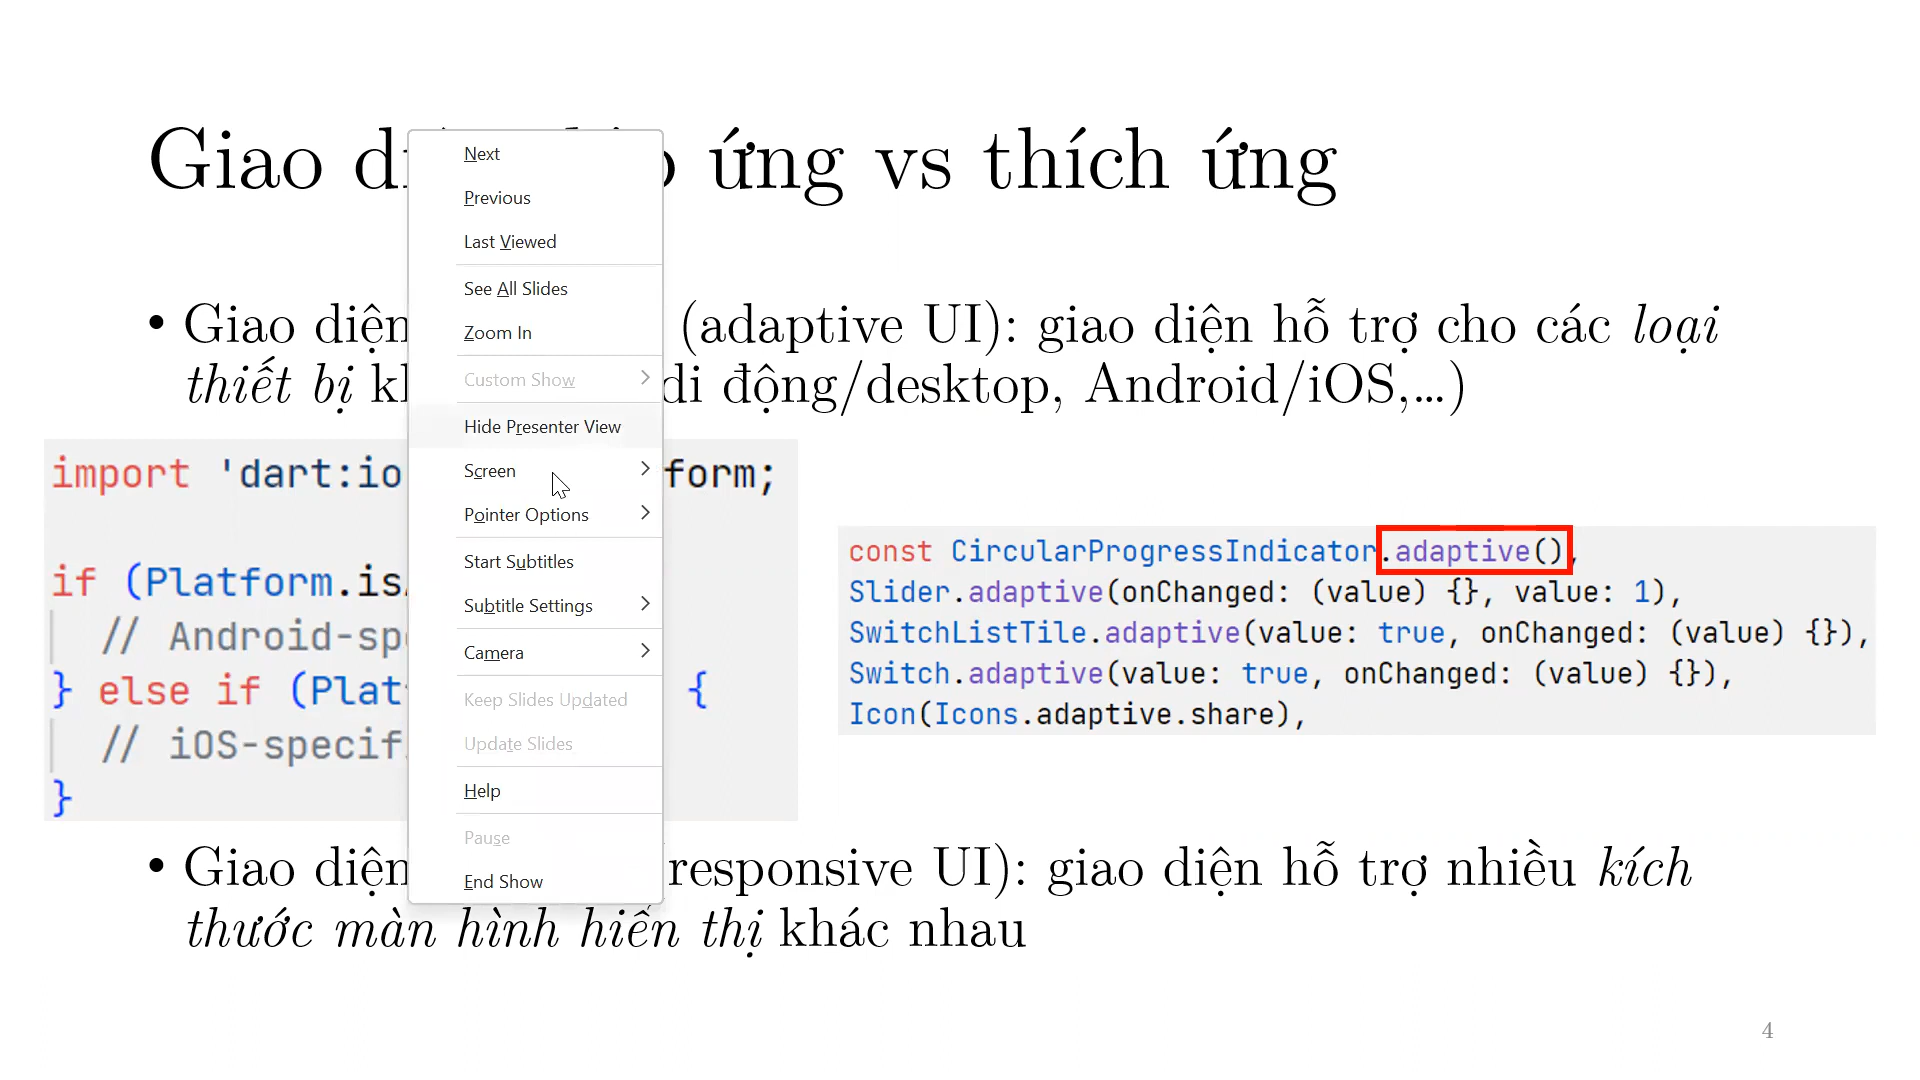 Giao ứng vs thích ứng
• Giao diện (adaptive UI): giao diện hỗ trợ cho các loại
thiết bị di động/desktop, Android/iOS,...)
import 'dart:io form;
if (Platform.is
// Android-sp
} else if (Plat {
// iOS-specif
}
Next
Previous
Last Viewed
See All Slides
Zoom In
Custom Show
Hide Presenter View
Screen
Pointer Options
Start Subtitles
Subtitle Settings
Camera
Keep Slides Updated
Update Slides
Help
Pause
End Show
const CircularProgressIndicator.adaptive(),
Slider.adaptive(onChanged: (value) {}, value: 1),
SwitchListTile.adaptive(value: true, onChanged: (value) {}),
Switch.adaptive(value: true, onChanged: (value) {}),
Icon(Icons.adaptive.share),
• Giao diện responsive UI): giao diện hỗ trợ nhiều kích
thước màn hình hiển thị khác nhau
4